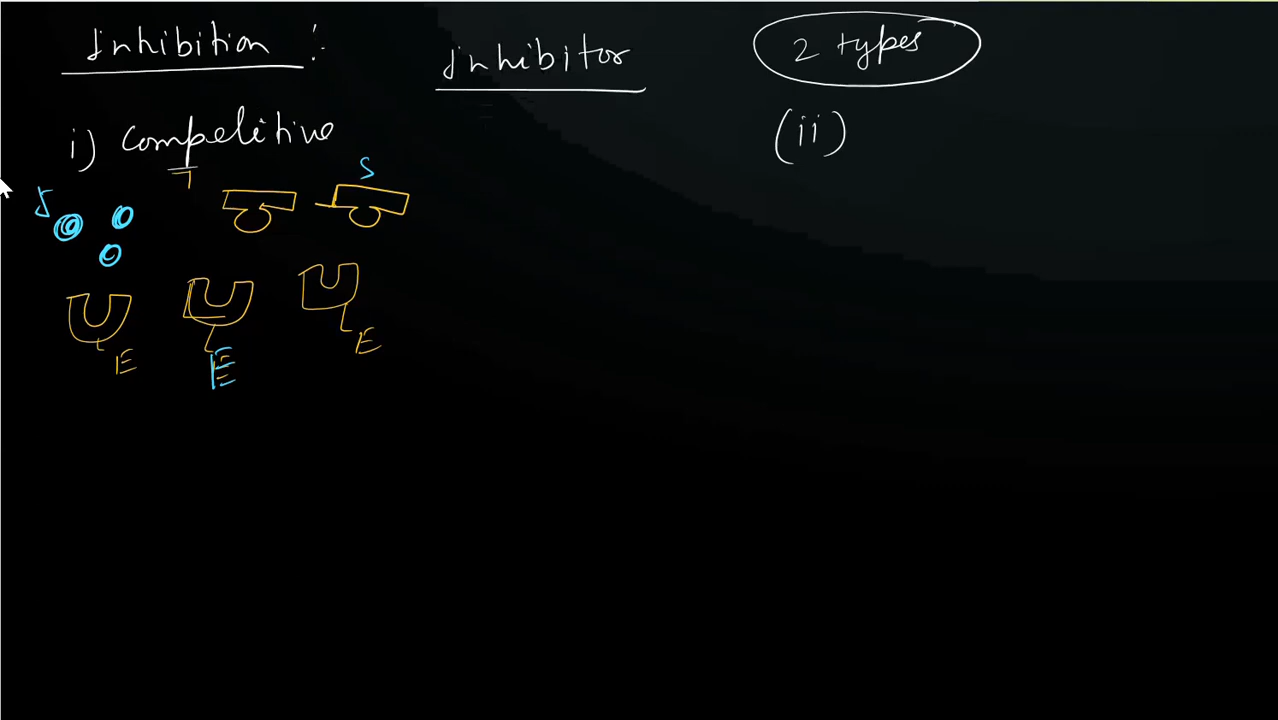 Inhibition :
Inhibitor
2 types
i) Competitive
(ii)
S
E
E
E